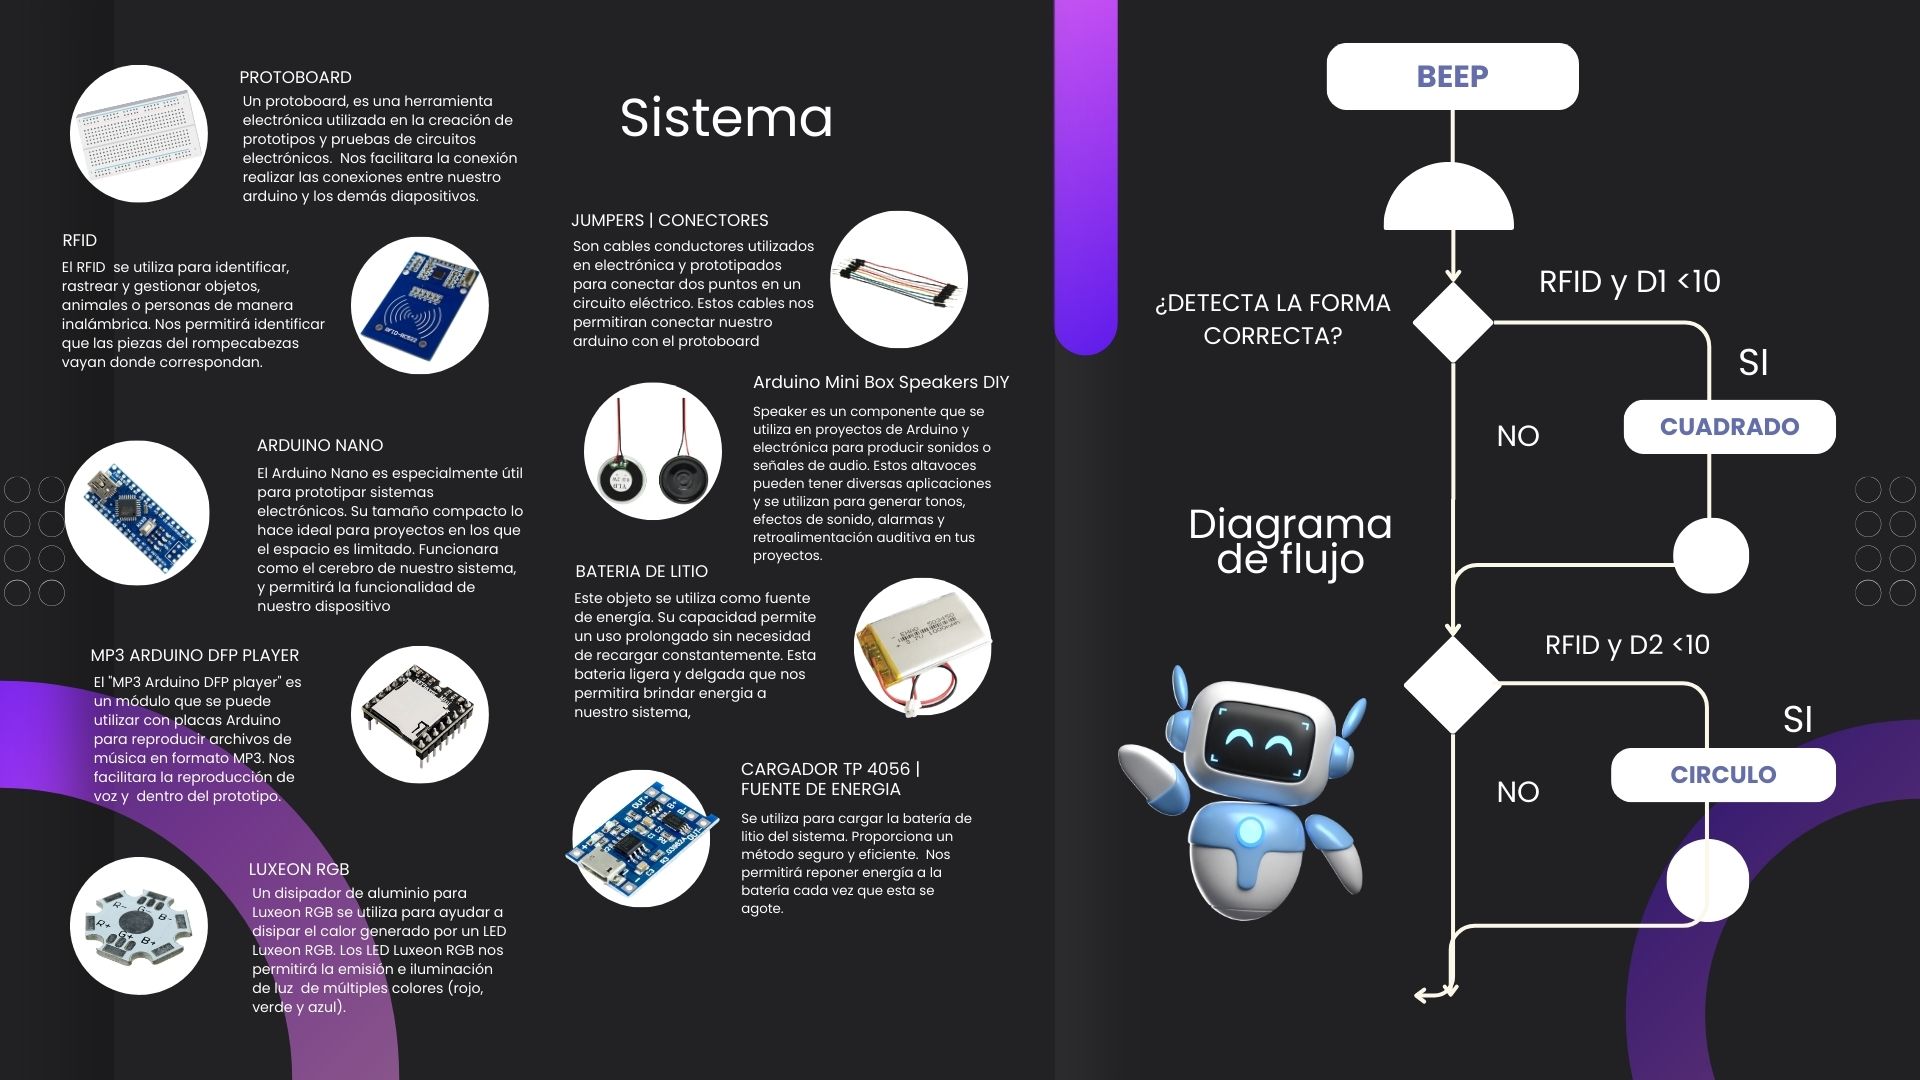 PROTOBOARD
Un protoboard, es una herramienta
electrónica utilizada en la creación de
prototipos y pruebas de circuitos
electrónicos.  Nos facilitara la conexión
realizar las conexiones entre nuestro
arduino y los demás diapositivos.
RFID
El RFID  se utiliza para identificar,
rastrear y gestionar objetos,
animales o personas de manera
inalámbrica. Nos permitirá identificar
que las piezas del rompecabezas
vayan donde correspondan.
RFID-RC522
ARDUINO NANO
El Arduino Nano es especialmente útil
para prototipar sistemas
electrónicos. Su tamaño compacto lo
hace ideal para proyectos en los que
el espacio es limitado. Funcionara
como el cerebro de nuestro sistema,
y permitirá la funcionalidad de
nuestro dispositivo
MP3 ARDUINO DFP PLAYER
El "MP3 Arduino DFP player" es
un módulo que se puede
utilizar con placas Arduino
para reproducir archivos de
música en formato MP3. Nos
facilitara la reproducción de
voz y  dentro del prototipo.
LUXEON RGB
Un disipador de aluminio para
Luxeon RGB se utiliza para ayudar a
disipar el calor generado por un LED
Luxeon RGB. Los LED Luxeon RGB nos
permitirá la emisión e iluminación
de luz  de múltiples colores (rojo,
verde y azul).
R- G- B-
R+ G+ B+
Sistema
JUMPERS | CONECTORES
Son cables conductores utilizados
en electrónica y prototipados
para conectar dos puntos en un
circuito eléctrico. Estos cables nos
permitiran conectar nuestro
arduino con el protoboard
Arduino Mini Box Speakers DIY
Speaker es un componente que se
utiliza en proyectos de Arduino y
electrónica para producir sonidos o
señales de audio. Estos altavoces
pueden tener diversas aplicaciones
y se utilizan para generar tonos,
efectos de sonido, alarmas y
retroalimentación auditiva en tus
proyectos.
BATERIA DE LITIO
Este objeto se utiliza como fuente
de energía. Su capacidad permite
un uso prolongado sin necesidad
de recargar constantemente. Esta
bateria ligera y delgada que nos
permitira brindar energia a
nuestro sistema,
CARGADOR TP 4056 |
FUENTE DE ENERGIA
Se utiliza para cargar la batería de
litio del sistema. Proporciona un
método seguro y eficiente.  Nos
permitirá reponer energía a la
batería cada vez que esta se
agote.
OUT+
B+
B-
OUT-
BEEP
¿DETECTA LA FORMA
CORRECTA?
RFID y D1 <10
SI
NO
CUADRADO
Diagrama
de flujo
RFID y D2 <10
SI
NO
CIRCULO